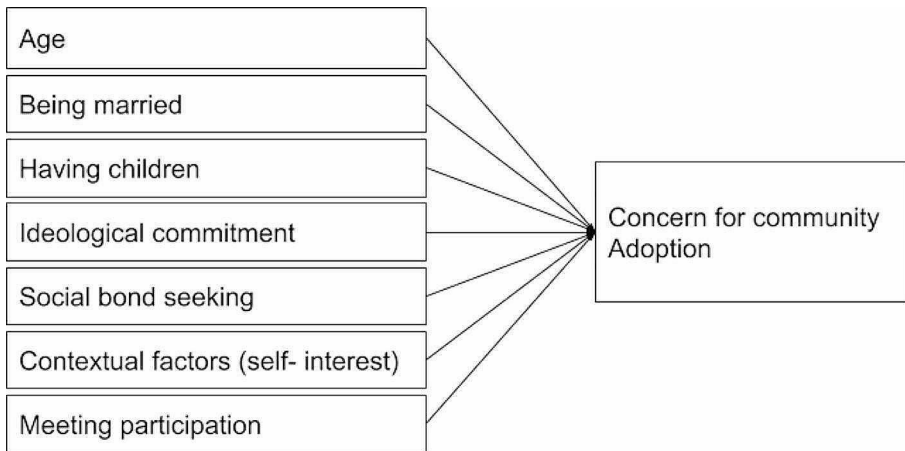 Age
Being married
Having children
Ideological commitment
Social bond seeking
Contextual factors (self- interest)
Meeting participation
Concern for community
Adoption